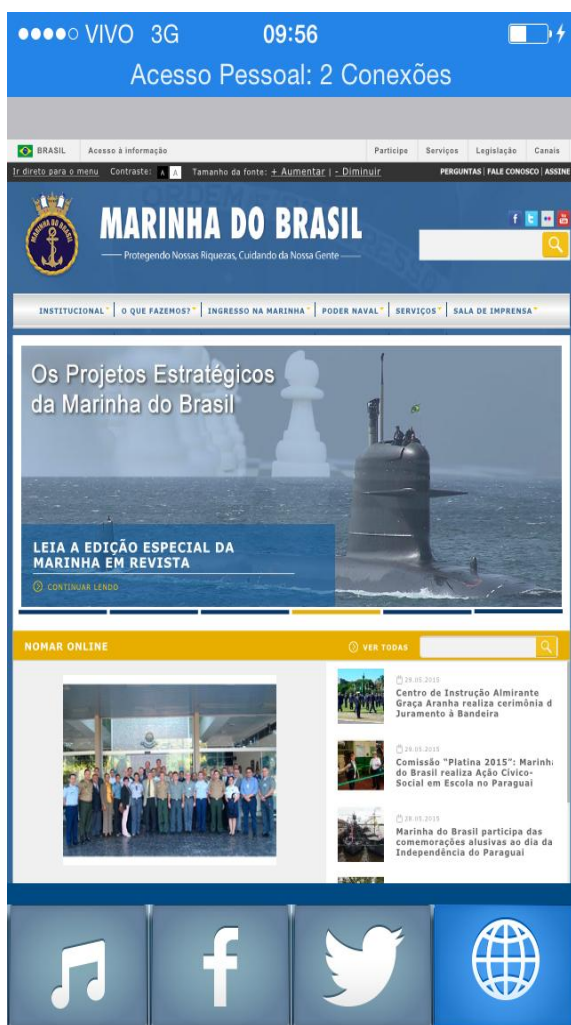 VIVO 3G 09:56
Acesso Pessoal: 2 Conexões
BRASIL Acesso à informação Participe Serviços Legislação Canais
Ir direto para o menu Contraste: A A Tamanho da fonte: + Aumentar | - Diminuir PERGUNTAS | FALE CONOSCO | ASSINE
MARINHA DO BRASIL
Protegendo Nossas Riquezas, Cuidando da Nossa Gente
INSTITUCIONAL O QUE FAZEMOS? INGRESSO NA MARINHA PODER NAVAL SERVIÇOS SALA DE IMPRENSA
Os Projetos Estratégicos
da Marinha do Brasil
LEIA A EDIÇÃO ESPECIAL DA
MARINHA EM REVISTA
CONTINUAR LENDO
NOMAR ONLINE VER TODAS
29.05.2015
Centro de Instrução Almirante
Graça Aranha realiza cerimônia d
Juramento à Bandeira
29.05.2015
Comissão "Platina 2015": Marinha
do Brasil realiza Ação Cívico-
Social em Escola no Paraguai
28.05.2015
Marinha do Brasil participa das
comemorações alusivas ao dia da
Independência do Paraguai